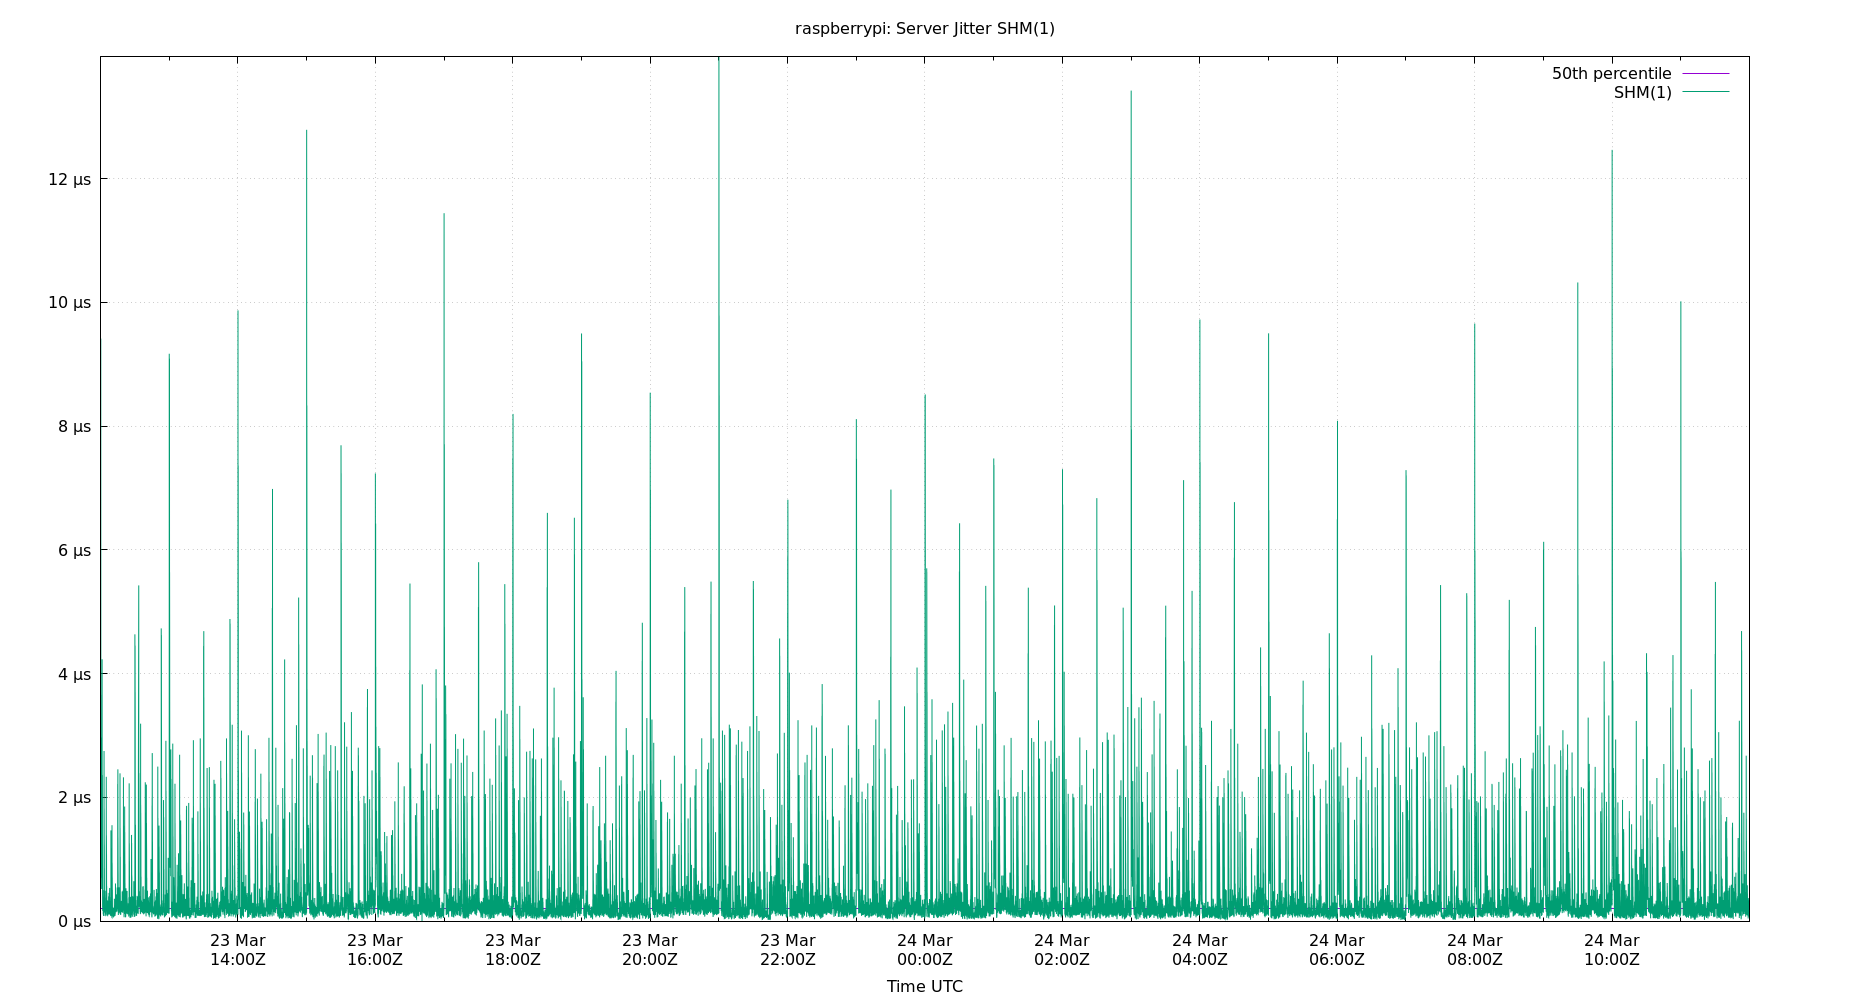 raspberrypi: Server Jitter SHM(1)
50th percentile
SHM(1)
12 µs
10 µs
8 µs
6 µs
4 µs
2 µs
0 µs
23 Mar 23 Mar 23 Mar 23 Mar 23 Mar 24 Mar 24 Mar 24 Mar 24 Mar 24 Mar 24 Mar
14:00Z 16:00Z 18:00Z 20:00Z 22:00Z 00:00Z 02:00Z 04:00Z 06:00Z 08:00Z 10:00Z
Time UTC